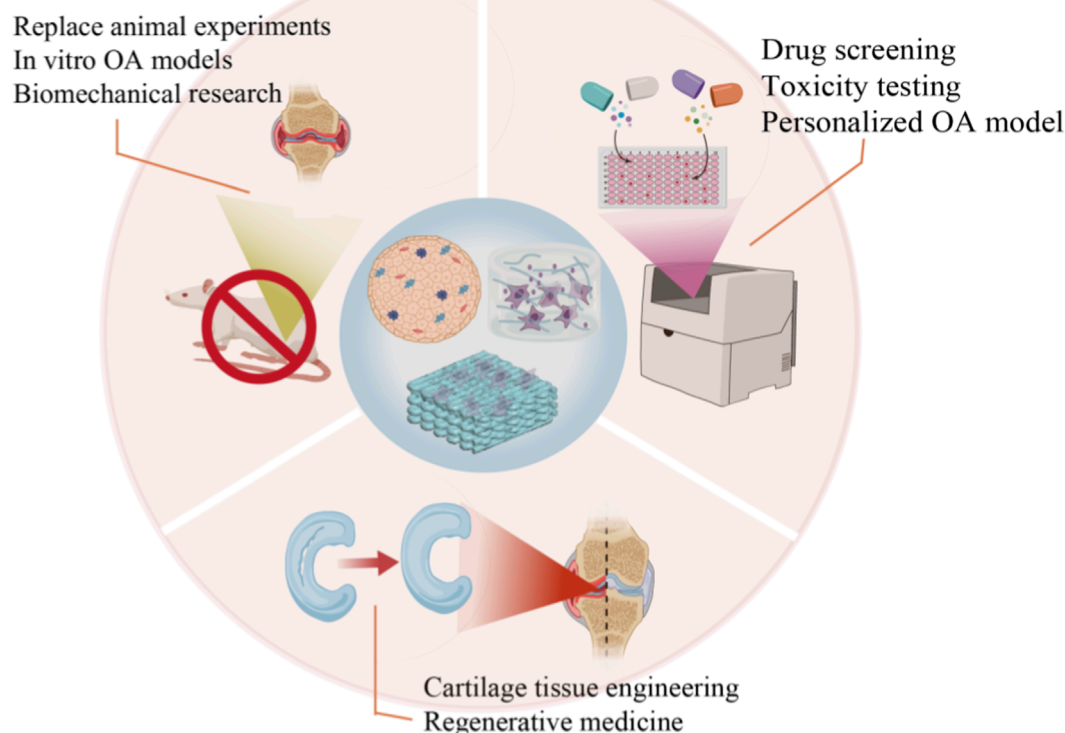 Replace animal experiments
In vitro OA models
Biomechanical research
Drug screening
Toxicity testing
Personalized OA model
Cartilage tissue engineering
Regenerative medicine